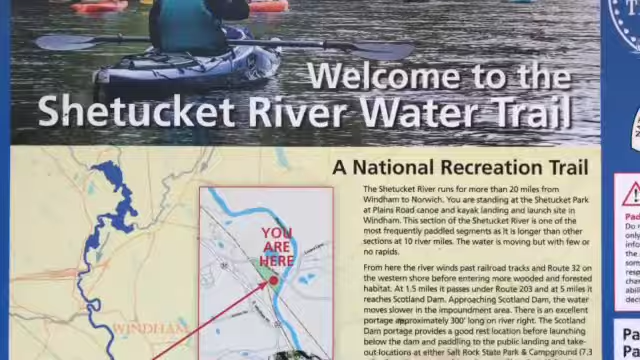 Welcome to the
Shetucket River Water Trail
A National Recreation Trail
The Shetucket River runs for more than 20 miles from
Windham to Norwich. You are standing at the Shetucket Park
at Plains Road canoe and kayak landing and launch site in
Windham. This section of the Shetucket River is one of the
most frequently paddled segments as it is longer than other
sections at 10 river miles. The water is moving but with few or
no rapids.
From here the river winds past railroad tracks and Route 32 on
the western shore before entering more wooded and forested
habitat. At 1.5 miles it passes under Route 203 and at 5 miles it
reaches Scotland Dam. Approaching Scotland Dam, the water
moves slower in the impoundment area. There is an excellent
portage approximately 300' long on river right. The Scotland
Dam portage provides a good rest location before launching
below the dam and paddling to the public landing and take-
out locations at either Salt Rock State Park & Campground (7.3
YOU
ARE
HERE
WINDHAM